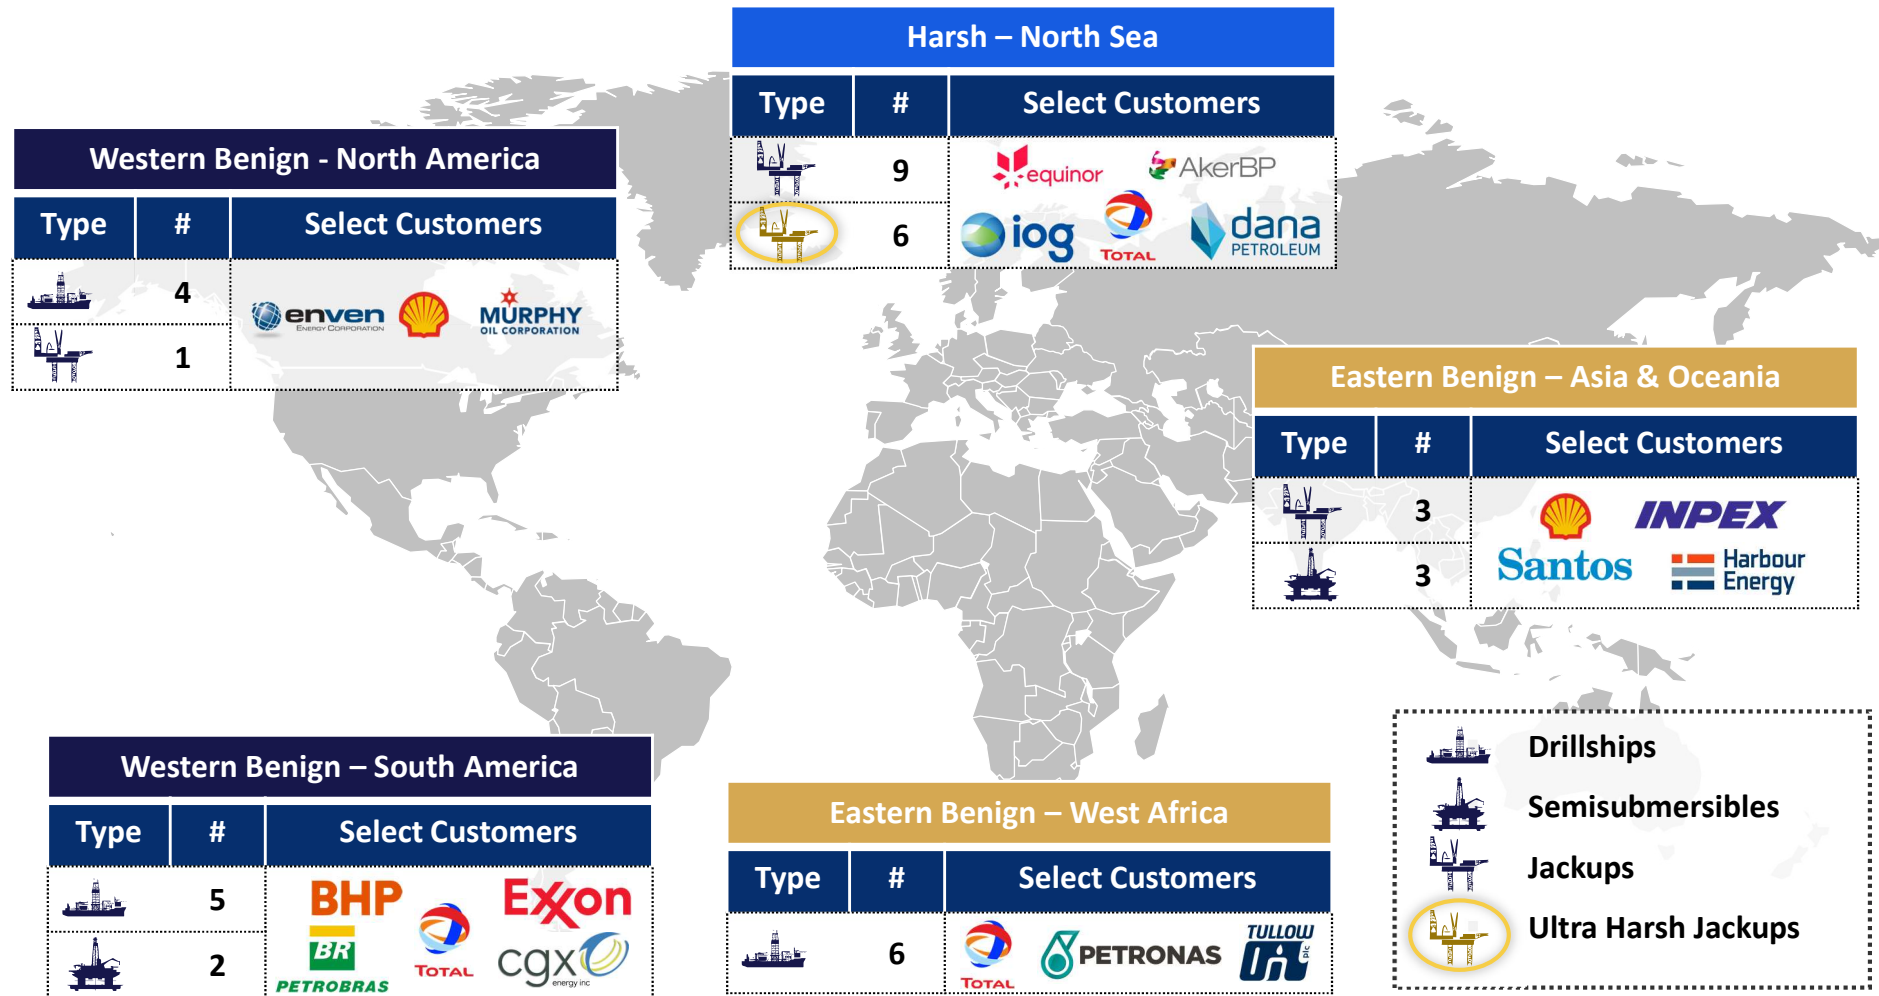 Harsh – North Sea
Type # Select Customers
9 equinor AkerBP
6 iog TOTAL dana PETROLEUM
Western Benign - North America
Type # Select Customers
4
enven ENERGY CORPORATION MURPHY OIL CORPORATION
1
Eastern Benign – Asia & Oceania
Type # Select Customers
3 INPEX
3 Santos Harbour Energy
Western Benign – South America
Type # Select Customers
5 BHP Exxon
2 BR PETROBRAS TOTAL cgx energy inc
Eastern Benign – West Africa
Type # Select Customers
6 TOTAL PETRONAS TULLOW Oil plc
Drillships
Semisubmersibles
Jackups
Ultra Harsh Jackups